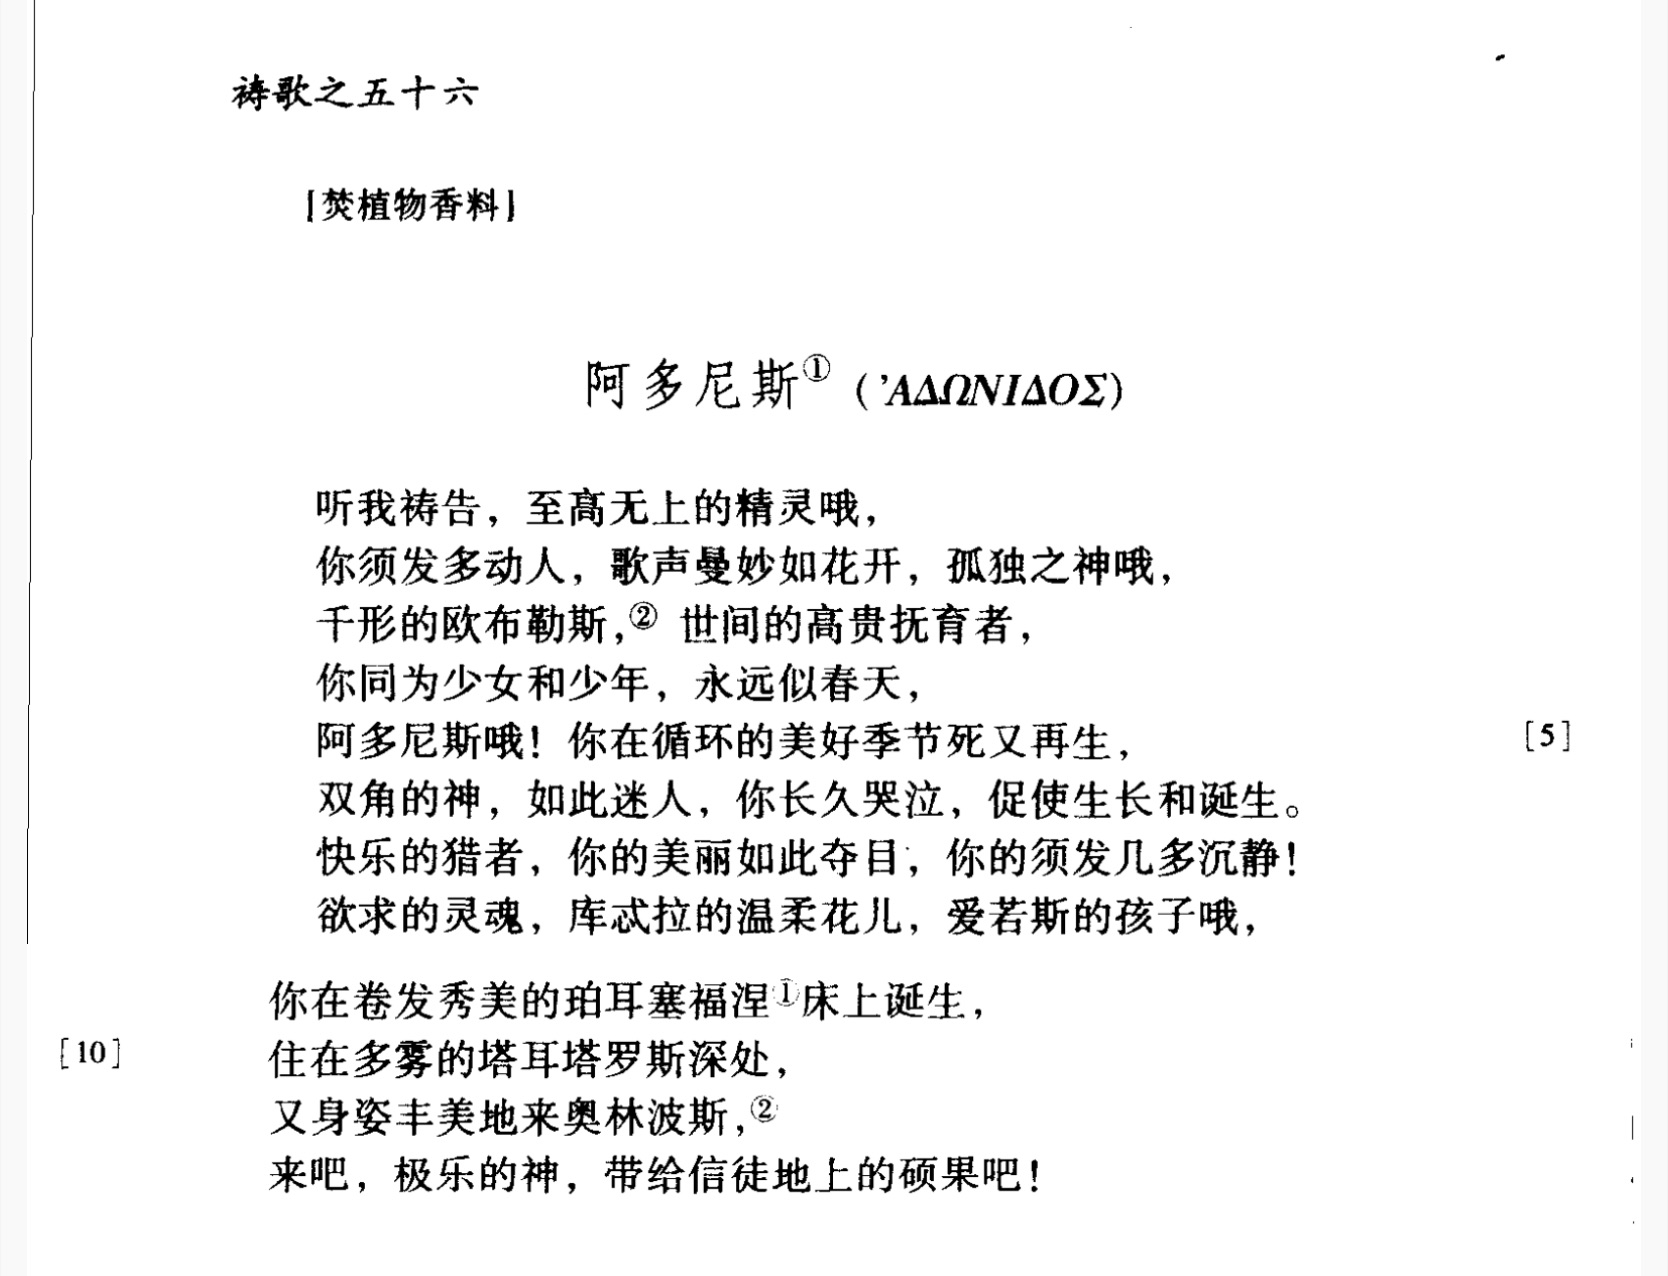 祷歌之五十六
[焚植物香料]
阿多尼斯① (’ΑΔΩΝΙΔΟΣ)
听我祷告，至高无上的精灵哦，
你须发多动人，歌声曼妙如花开，孤独之神哦，
千形的欧布勒斯，② 世间的高贵抚育者，
你同为少女和少年，永远似春天，
阿多尼斯哦！你在循环的美好季节死又再生， [5]
双角的神，如此迷人，你长久哭泣，促使生长和诞生。
快乐的猎者，你的美丽如此夺目，你的须发几多沉静！
欲求的灵魂，库忒拉的温柔花儿，爱若斯的孩子哦，
你在卷发秀美的珀耳塞福涅①床上诞生，
[10] 住在多雾的塔耳塔罗斯深处，
又身姿丰美地来奥林波斯，②
来吧，极乐的神，带给信徒地上的硕果吧！